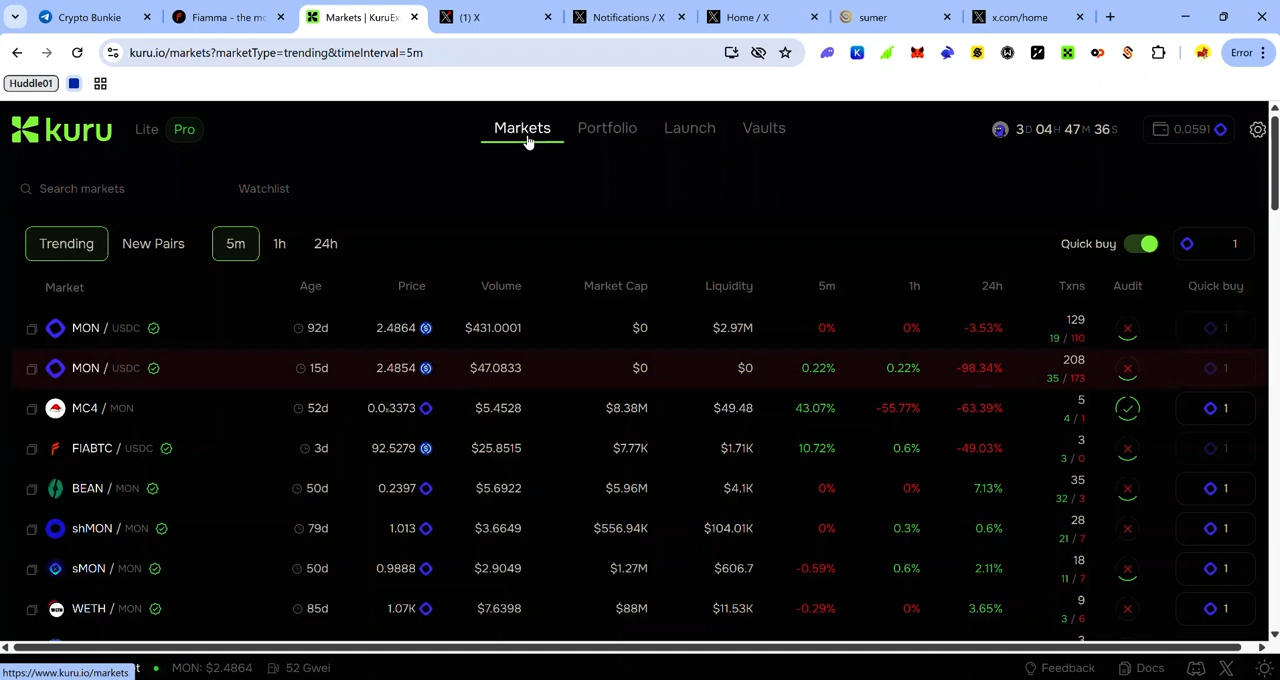 Crypto Bunkie
Fiamma - the mo
Markets | KuruEx
(1) X
Notifications / X
Home / X
sumer
x.com/home
kuru.io/markets?marketType=trending&timeInterval=5m
Error
Huddle01
kuru Lite Pro Markets Portfolio Launch Vaults 3D 04H 47M 36S 0.0591
Search markets Watchlist
Trending New Pairs 5m 1h 24h Quick buy 1
Market Age Price Volume Market Cap Liquidity 5m 1h 24h Txns Audit Quick buy
MON / USDC 92d 2.4864 $431.0001 $0 $2.97M 0% 0% -3.53% 129 1
19 / 110
MON / USDC 15d 2.4854 $47.0833 $0 $0 0.22% 0.22% -98.34% 208 1
35 / 173
MC4 / MON 52d 0.0₃3373 $5.4528 $8.38M $49.48 43.07% -55.77% -63.39% 5 1
4 / 1
FIABTC / USDC 3d 92.5279 $25.8515 $7.77K $1.71K 10.72% 0.6% -49.03% 3 1
3 / 0
BEAN / MON 50d 0.2397 $5.6922 $5.96M $4.1K 0% 0% 7.13% 35 1
32 / 3
shMON / MON 79d 1.013 $3.6649 $556.94K $104.01K 0% 0.3% 0.6% 28 1
21 / 7
sMON / MON 50d 0.9888 $2.9049 $1.27M $606.7 -0.59% 0.6% 2.11% 18 1
11 / 7
WETH / MON 85d 1.07K $7.6398 $88M $11.53K -0.29% 0% 3.65% 9 1
3 / 6
https://www.kuru.io/markets
MON: $2.4864 52 Gwei Feedback Docs